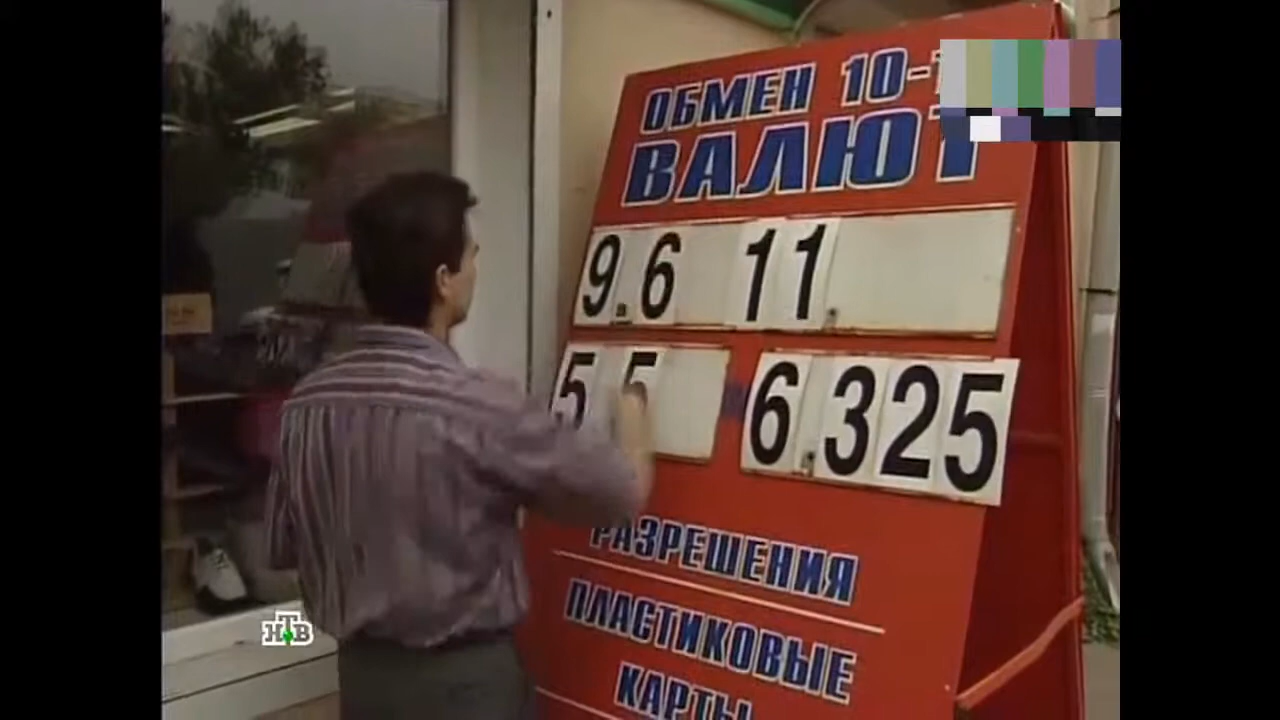 ОБМЕН 10-
ВАЛЮТ
9.6 11
5 5 6.325
РАЗРЕШЕНИЯ
ПЛАСТИКОВЫЕ
КАРТЫ
НТВ